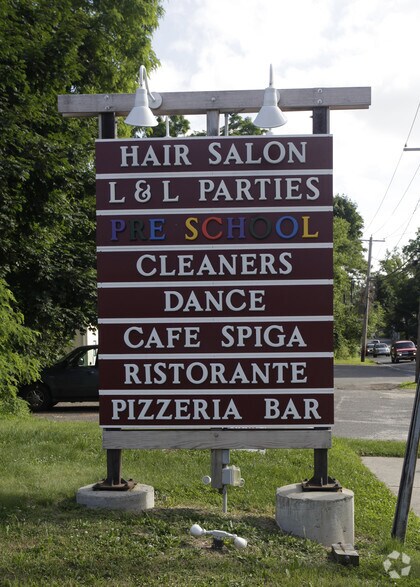 HAIR SALON
L & L PARTIES
PRE SCHOOL
CLEANERS
DANCE
CAFE SPIGA
RISTORANTE
PIZZERIA BAR